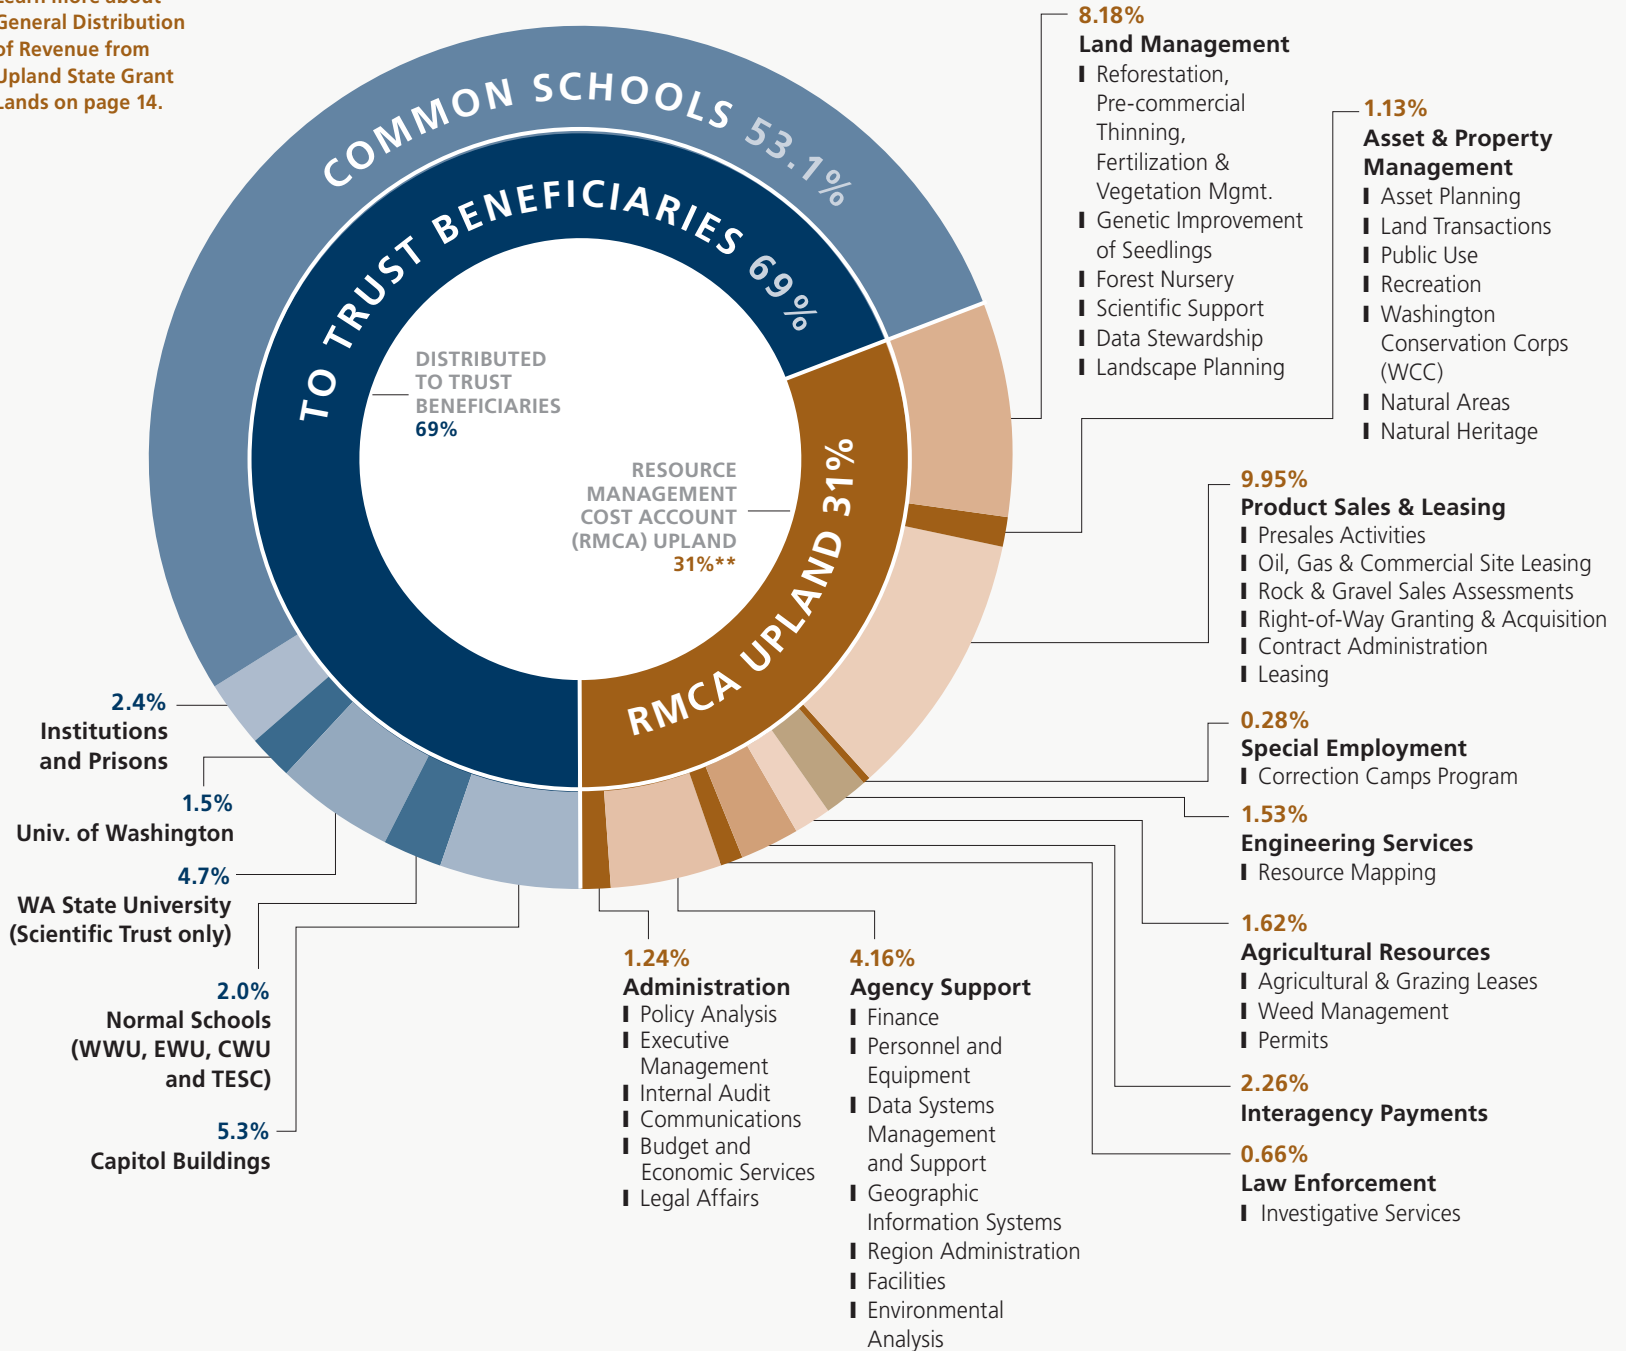 Learn more about
General Distribution
of Revenue from
Upland State Grant
Lands on page 14.
COMMON SCHOOLS 53.1%
TO TRUST BENEFICIARIES 69%
DISTRIBUTED
TO TRUST
BENEFICIARIES
69%
RESOURCE
MANAGEMENT
COST ACCOUNT
(RMCA) UPLAND
31%**
RMCA UPLAND 31%
8.18%
Land Management
Reforestation,
Pre-commercial
Thinning,
Fertilization &
Vegetation Mgmt.
Genetic Improvement
of Seedlings
Forest Nursery
Scientific Support
Data Stewardship
Landscape Planning
1.13%
Asset & Property
Management
Asset Planning
Land Transactions
Public Use
Recreation
Washington
Conservation Corps
(WCC)
Natural Areas
Natural Heritage
9.95%
Product Sales & Leasing
Presales Activities
Oil, Gas & Commercial Site Leasing
Rock & Gravel Sales Assessments
Right-of-Way Granting & Acquisition
Contract Administration
Leasing
0.28%
Special Employment
Correction Camps Program
1.53%
Engineering Services
Resource Mapping
1.62%
Agricultural Resources
Agricultural & Grazing Leases
Weed Management
Permits
2.26%
Interagency Payments
0.66%
Law Enforcement
Investigative Services
4.16%
Agency Support
Finance
Personnel and
Equipment
Data Systems
Management
and Support
Geographic
Information Systems
Region Administration
Facilities
Environmental
Analysis
1.24%
Administration
Policy Analysis
Executive
Management
Internal Audit
Communications
Budget and
Economic Services
Legal Affairs
2.4%
Institutions
and Prisons
1.5%
Univ. of Washington
4.7%
WA State University
(Scientific Trust only)
2.0%
Normal Schools
(WWU, EWU, CWU
and TESC)
5.3%
Capitol Buildings